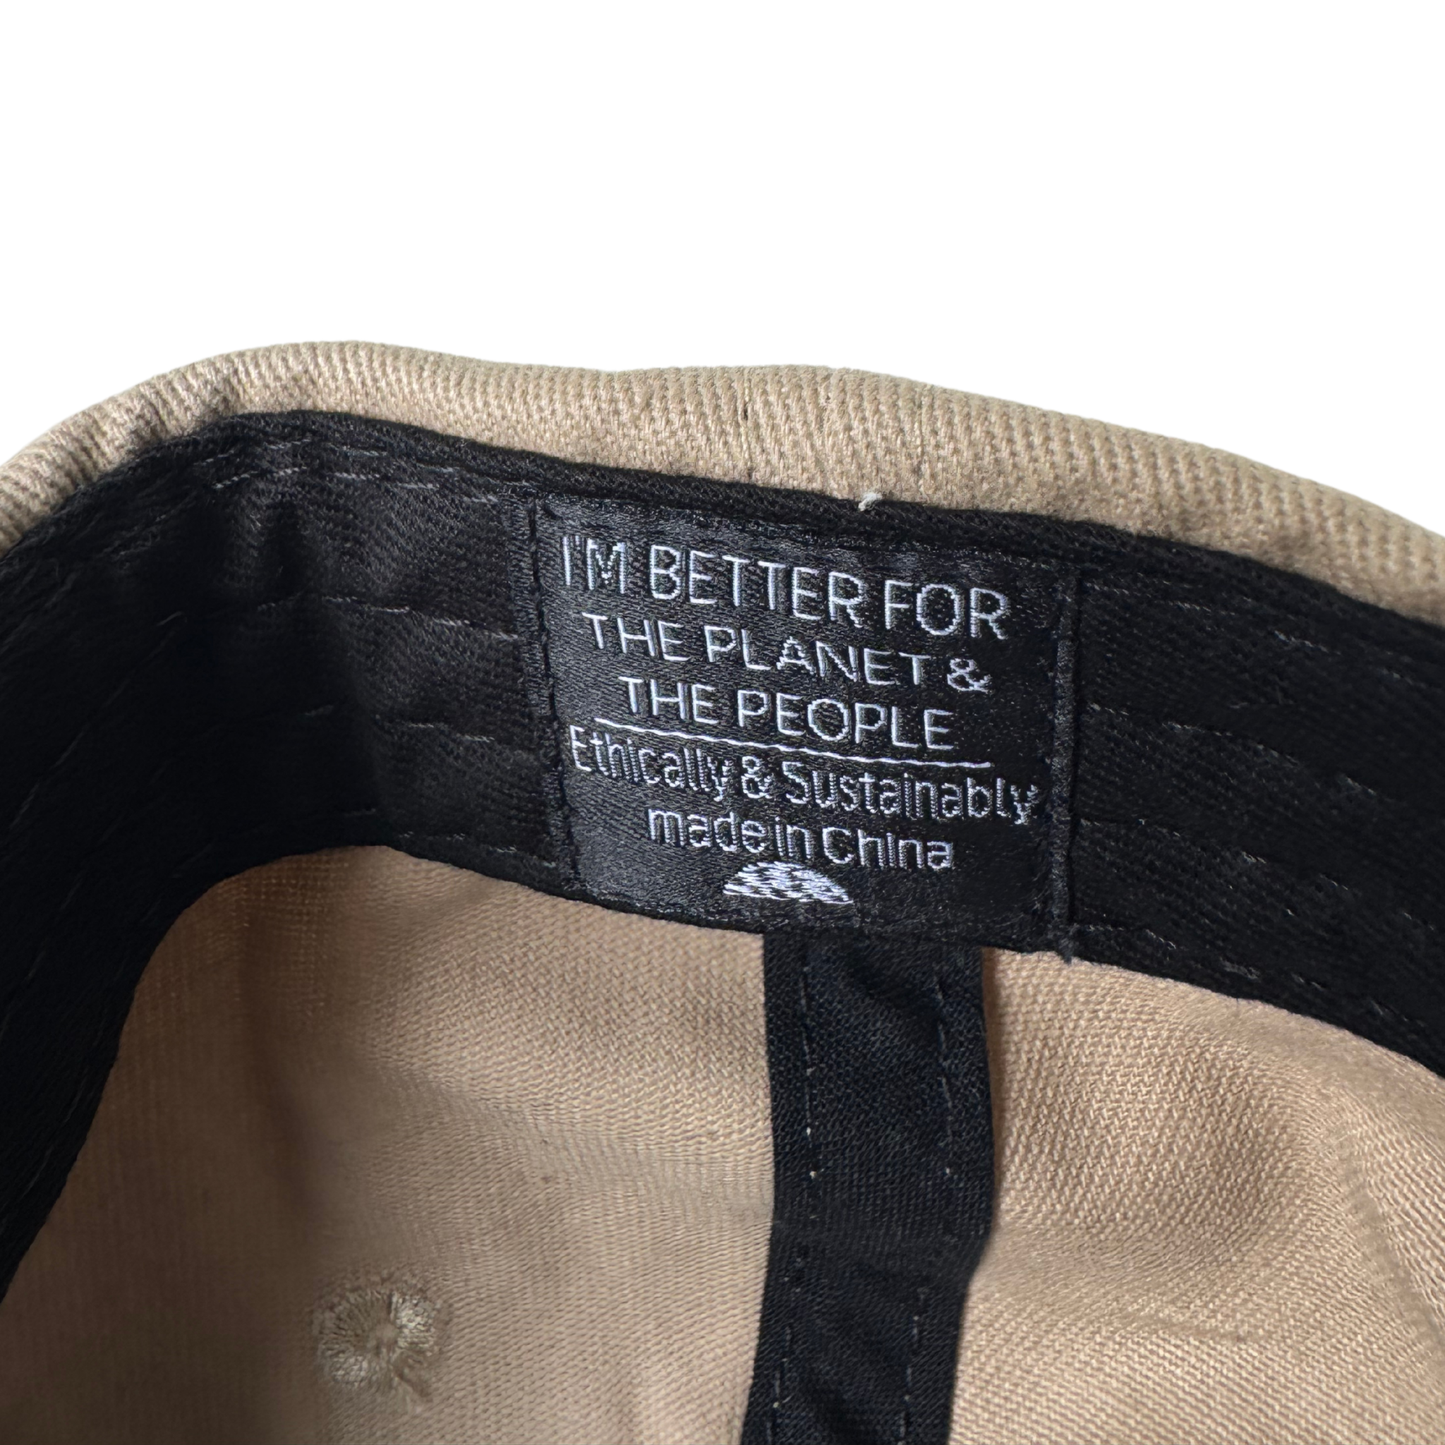 I'M BETTER FOR
THE PLANET &
THE PEOPLE
Ethically & Sustainably
made in China